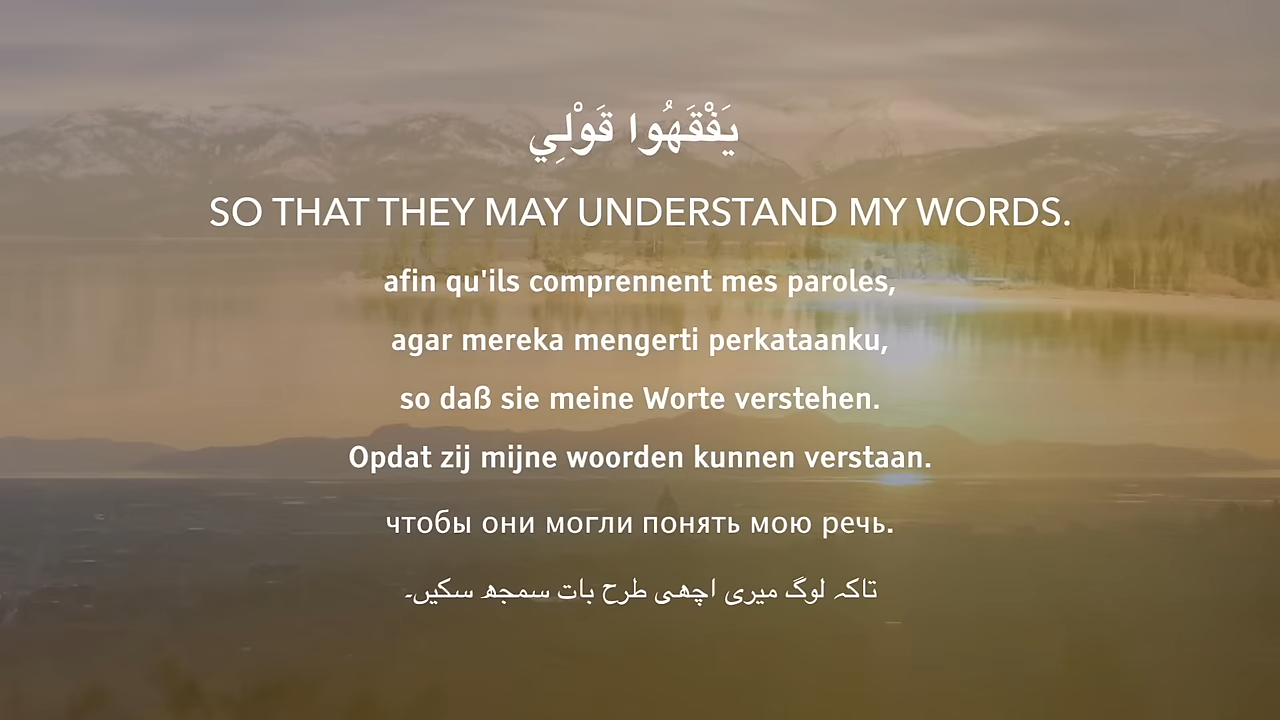 يَفْقَهُوا قَوْلِي
SO THAT THEY MAY UNDERSTAND MY WORDS.
afin qu'ils comprennent mes paroles,
agar mereka mengerti perkataanku,
so daß sie meine Worte verstehen.
Opdat zij mijne woorden kunnen verstaan.
чтобы они могли понять мою речь.
تاکہ لوگ میری اچھی طرح بات سمجھ سکیں۔